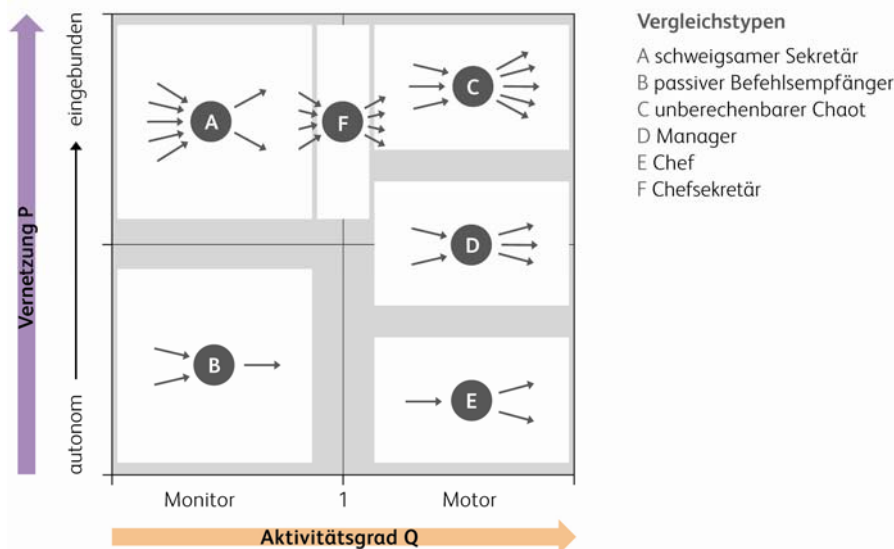 Vernetzung P
eingebunden
autonom
A
F
C
D
B
E
Monitor
1
Motor
Aktivitätsgrad Q
Vergleichstypen
A schweigsamer Sekretär
B passiver Befehlsempfänger
C unberechenbarer Chaot
D Manager
E Chef
F Chefsekretär